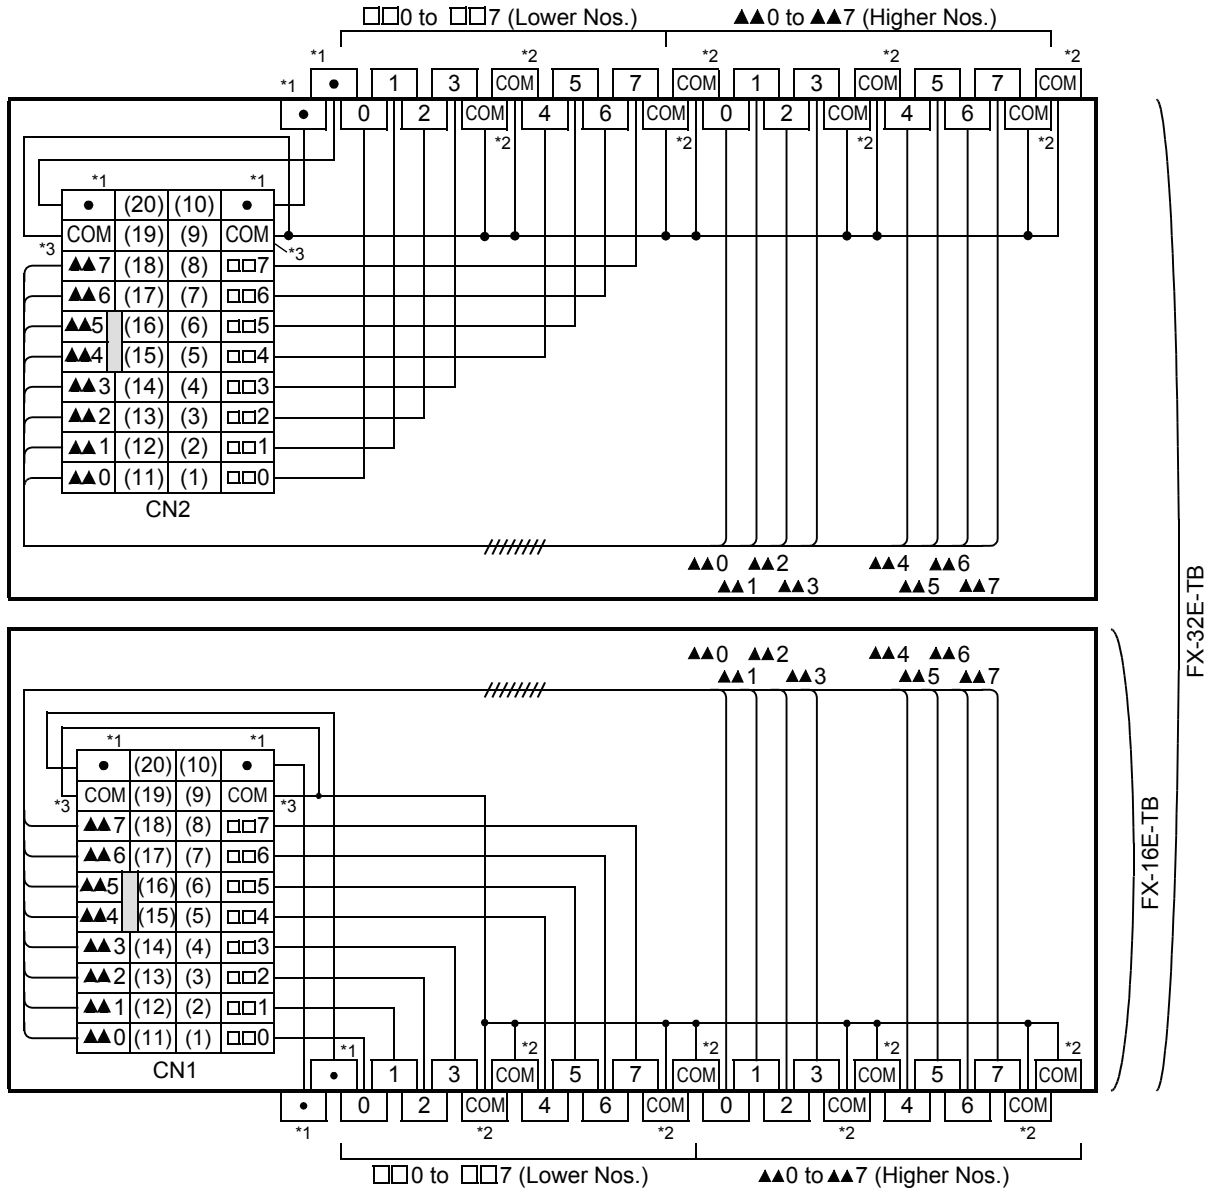 □□0 to □□7 (Lower Nos.) ▲▲0 to ▲▲7 (Higher Nos.)
*1 *2 *2 *2 *2
*1 • 1 3 COM 5 7 COM 1 3 COM 5 7 COM
• 0 2 COM 4 6 COM 0 2 COM 4 6 COM
*2 *2 *2 *2
*1 *1
• (20) (10) •
COM (19) (9) COM
*3 *3
▲▲7 (18) (8) □□7
▲▲6 (17) (7) □□6
▲▲5 (16) (6) □□5
▲▲4 (15) (5) □□4
▲▲3 (14) (4) □□3
▲▲2 (13) (3) □□2
▲▲1 (12) (2) □□1
▲▲0 (11) (1) □□0
CN2
▲▲0 ▲▲2 ▲▲4 ▲▲6
▲▲1 ▲▲3 ▲▲5 ▲▲7
FX-32E-TB
▲▲0 ▲▲2 ▲▲4 ▲▲6
▲▲1 ▲▲3 ▲▲5 ▲▲7
*1 *1
• (20) (10) •
COM (19) (9) COM
*3 *3
▲▲7 (18) (8) □□7
▲▲6 (17) (7) □□6
▲▲5 (16) (6) □□5
▲▲4 (15) (5) □□4
▲▲3 (14) (4) □□3
▲▲2 (13) (3) □□2
▲▲1 (12) (2) □□1
▲▲0 (11) (1) □□0
CN1
FX-16E-TB
*1 *2 *2 *2 *2
• 1 3 COM 5 7 COM 1 3 COM 5 7 COM
• 0 2 COM 4 6 COM 0 2 COM 4 6 COM
*1 *2 *2 *2 *2
□□0 to □□7 (Lower Nos.) ▲▲0 to ▲▲7 (Higher Nos.)